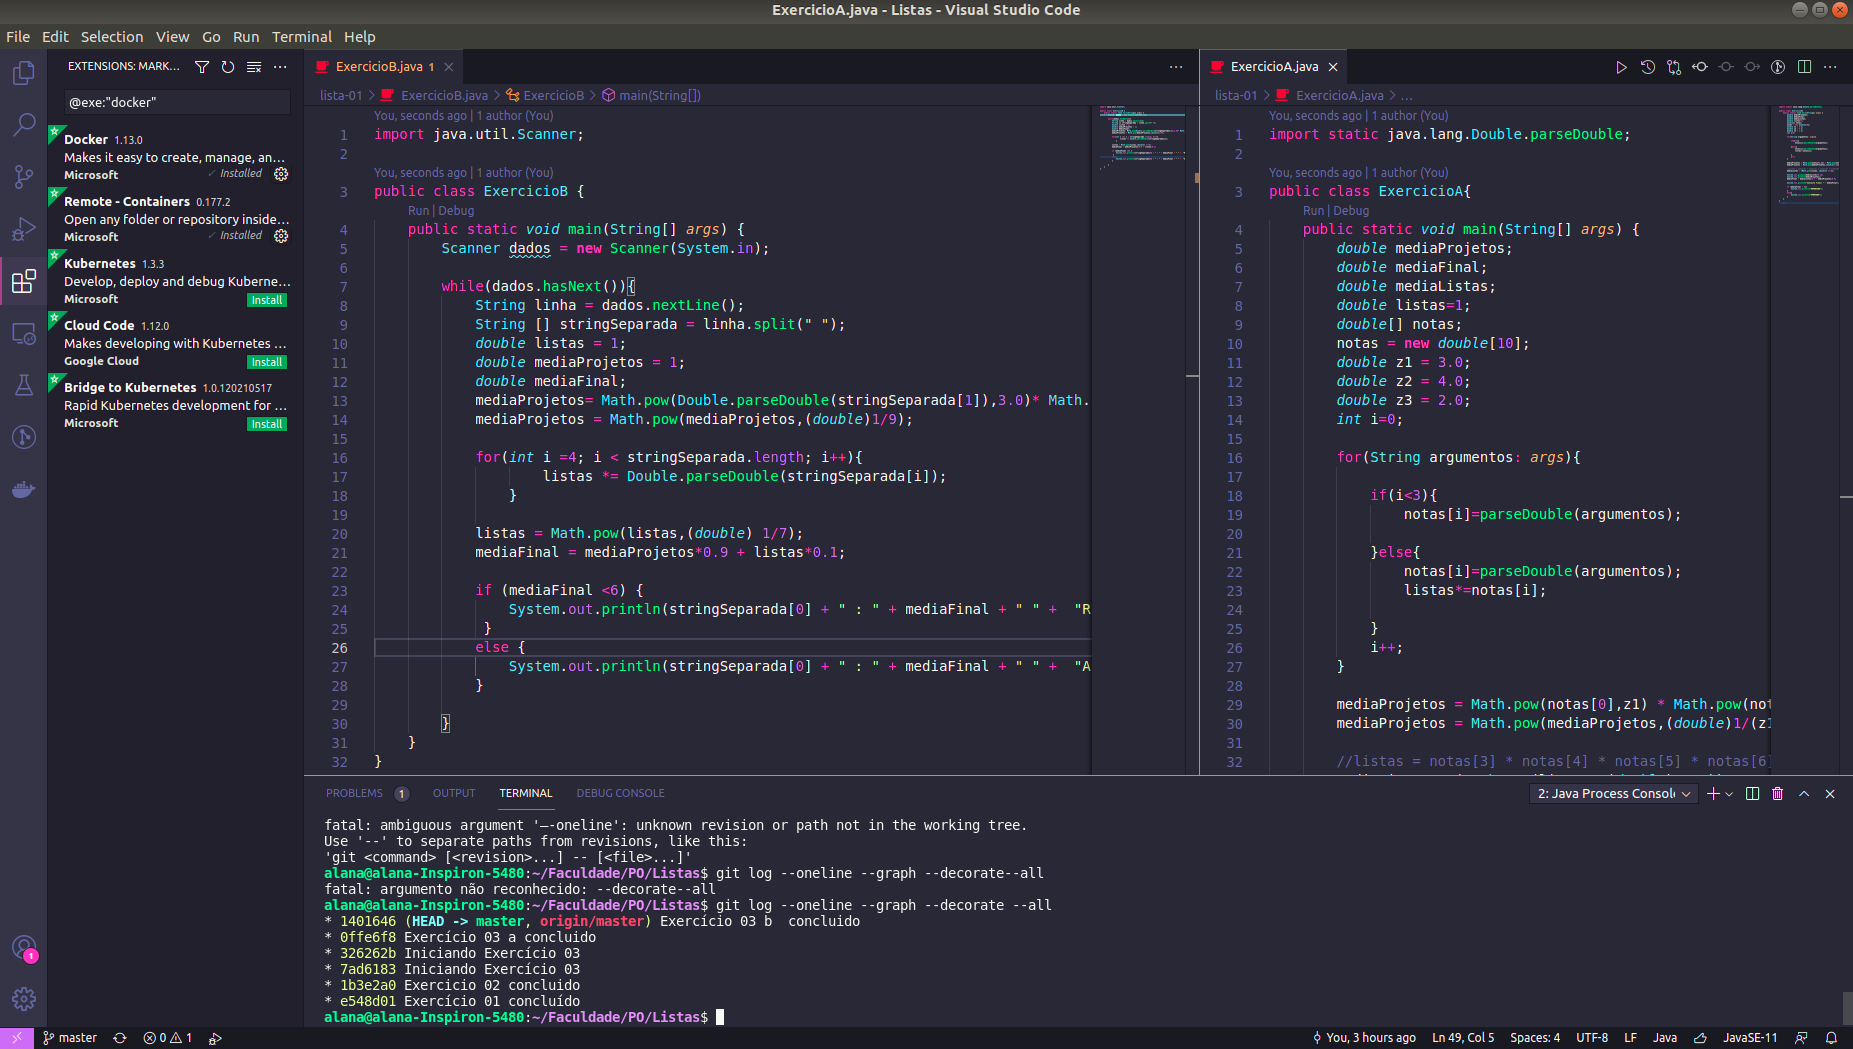 ExercicioA.java - Listas - Visual Studio Code
File Edit Selection View Go Run Terminal Help
EXTENSIONS: MARK...
@exe:"docker"
Docker 1.13.0
Makes it easy to create, manage, an...
Microsoft ✓ Installed
Remote - Containers 0.177.2
Open any folder or repository inside...
Microsoft ✓ Installed
Kubernetes 1.3.3
Develop, deploy and debug Kuberne...
Microsoft Install
Cloud Code 1.12.0
Makes developing with Kubernetes ...
Google Cloud Install
Bridge to Kubernetes 1.0.120210517
Rapid Kubernetes development for ...
Microsoft Install
ExercicioB.java 1
lista-01 > ExercicioB.java > ExercicioB > main(String[])
You, seconds ago | 1 author (You)
1 import java.util.Scanner;
2
You, seconds ago | 1 author (You)
3 public class ExercicioB {
Run | Debug
4 public static void main(String[] args) {
5 Scanner dados = new Scanner(System.in);
6
7 while(dados.hasNext()){
8 String linha = dados.nextLine();
9 String [] stringSeparada = linha.split(" ");
10 double listas = 1;
11 double mediaProjetos = 1;
12 double mediaFinal;
13 mediaProjetos= Math.pow(Double.parseDouble(stringSeparada[1]),3.0)* Math.
14 mediaProjetos = Math.pow(mediaProjetos,(double)1/9);
15
16 for(int i =4; i < stringSeparada.length; i++){
17 listas *= Double.parseDouble(stringSeparada[i]);
18 }
19
20 listas = Math.pow(listas,(double) 1/7);
21 mediaFinal = mediaProjetos*0.9 + listas*0.1;
22
23 if (mediaFinal <6) {
24 System.out.println(stringSeparada[0] + " : " + mediaFinal + " " + "R
25 }
26 else {
27 System.out.println(stringSeparada[0] + " : " + mediaFinal + " " + "A
28 }
29
30 }
31 }
32 }
ExercicioA.java
lista-01 > ExercicioA.java > ...
You, seconds ago | 1 author (You)
1 import static java.lang.Double.parseDouble;
2
You, seconds ago | 1 author (You)
3 public class ExercicioA{
Run | Debug
4 public static void main(String[] args) {
5 double mediaProjetos;
6 double mediaFinal;
7 double mediaListas;
8 double listas=1;
9 double[] notas;
10 notas = new double[10];
11 double z1 = 3.0;
12 double z2 = 4.0;
13 double z3 = 2.0;
14 int i=0;
15
16 for(String argumentos: args){
17
18 if(i<3){
19 notas[i]=parseDouble(argumentos);
20
21 }else{
22 notas[i]=parseDouble(argumentos);
23 listas*=notas[i];
24
25 }
26 i++;
27 }
28
29 mediaProjetos = Math.pow(notas[0],z1) * Math.pow(not
30 mediaProjetos = Math.pow(mediaProjetos,(double)1/(z1
31
32 //listas = notas[3] * notas[4] * notas[5] * notas[6]
PROBLEMS 1 OUTPUT TERMINAL DEBUG CONSOLE 2: Java Process Consol
fatal: ambiguous argument '—-oneline': unknown revision or path not in the working tree.
Use '--' to separate paths from revisions, like this:
'git <command> [<revision>...] -- [<file>...]'
alana@alana-Inspiron-5480:~/Faculdade/PO/Listas$ git log --oneline --graph --decorate--all
fatal: argumento não reconhecido: --decorate--all
alana@alana-Inspiron-5480:~/Faculdade/PO/Listas$ git log --oneline --graph --decorate --all
* 1401646 (HEAD -> master, origin/master) Exercício 03 b  concluido
* 0ffe6f8 Exercício 03 a concluido
* 326262b Iniciando Exercício 03
* 7ad6183 Iniciando Exercício 03
* 1b3e2a0 Exercicio 02 concluido
* e548d01 Exercício 01 concluído
alana@alana-Inspiron-5480:~/Faculdade/PO/Listas$
1
master 0 1 You, 3 hours ago Ln 49, Col 5 Spaces: 4 UTF-8 LF Java JavaSE-11